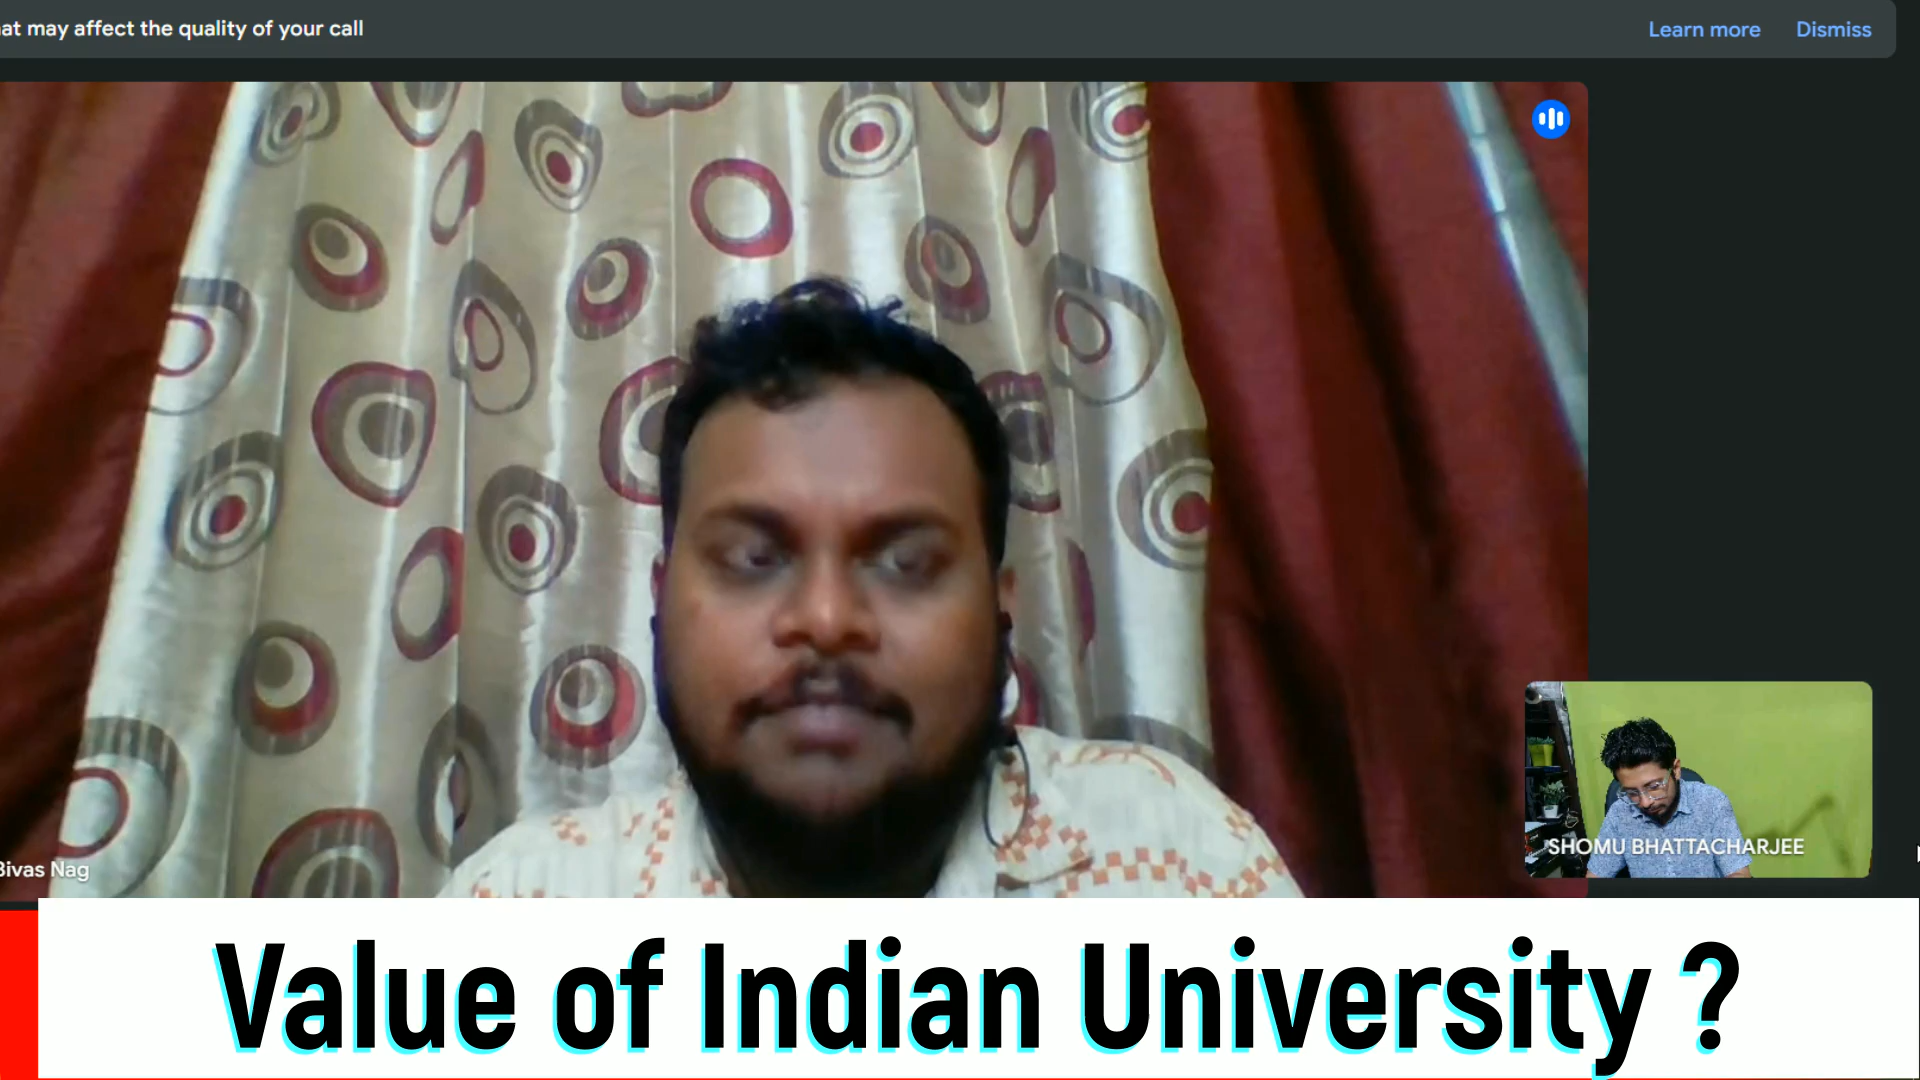 at may affect the quality of your call
Learn more
Dismiss
Bivas Nag
SHOMU BHATTACHARJEE
Value of Indian University ?